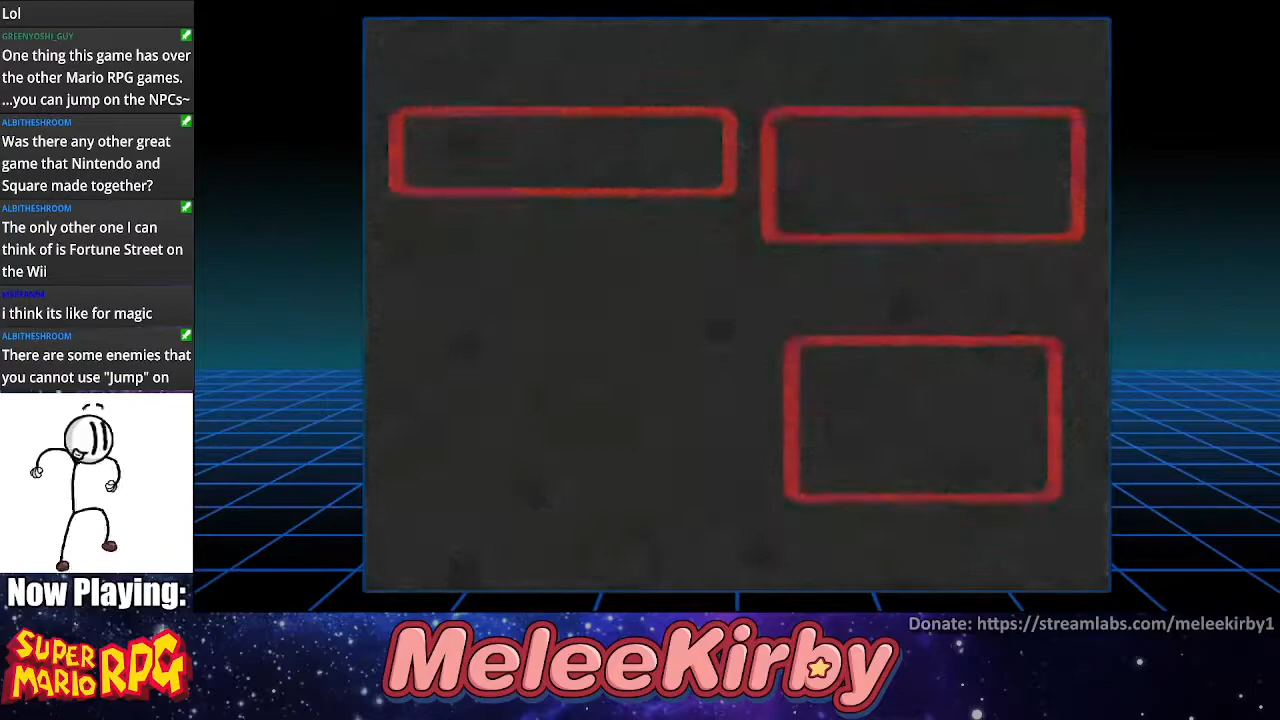 Lol
GREENYOSHI_GUY
One thing this game has over
the other Mario RPG games.
...you can jump on the NPCs~
ALBITHESHROOM
Was there any other great
game that Nintendo and
Square made together?
ALBITHESHROOM
The only other one I can
think of is Fortune Street on
the Wii
i think its like for magic
ALBITHESHROOM
There are some enemies that
you cannot use "Jump" on
Now Playing:
SUPER
MARIO RPG
MeleeKirby
Donate: https://streamlabs.com/meleekirby1